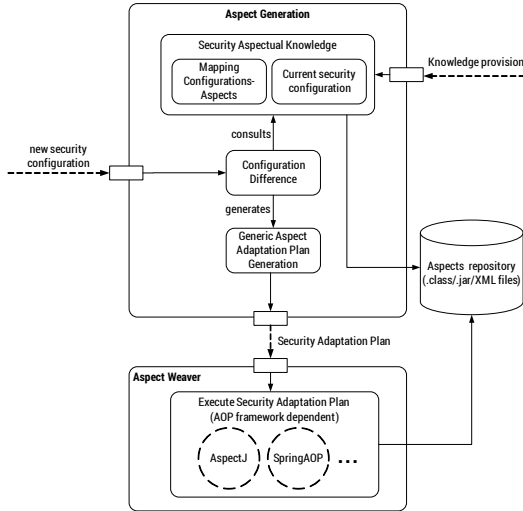 Aspect Generation
Security Aspectual Knowledge
Mapping
Configurations-
Aspects
Current security
configuration
Knowledge provision
consults
new security
configuration
Configuration
Difference
generates
Generic Aspect
Adaptation Plan
Generation
Aspects repository
(.class/.jar/XML files)
Security Adaptation Plan
Aspect Weaver
Execute Security Adaptation Plan
(AOP framework dependent)
AspectJ
SpringAOP
...